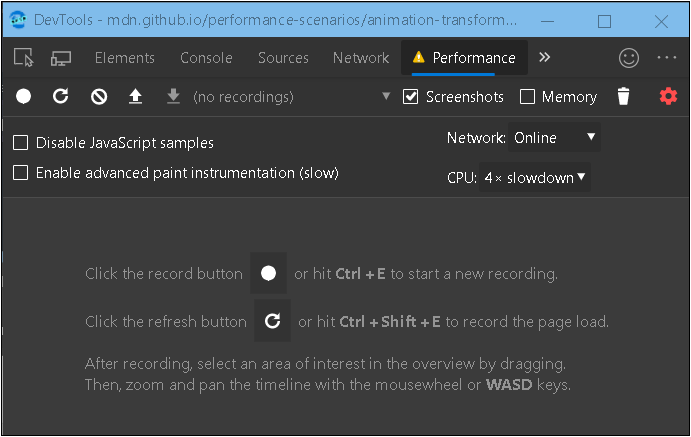 DevTools - mdn.github.io/performance-scenarios/animation-transform...
Elements Console Sources Network Performance
(no recordings) Screenshots Memory
Disable JavaScript samples Network: Online
Enable advanced paint instrumentation (slow) CPU: 4× slowdown
Click the record button or hit Ctrl + E to start a new recording.
Click the refresh button or hit Ctrl + Shift + E to record the page load.
After recording, select an area of interest in the overview by dragging.
Then, zoom and pan the timeline with the mousewheel or WASD keys.